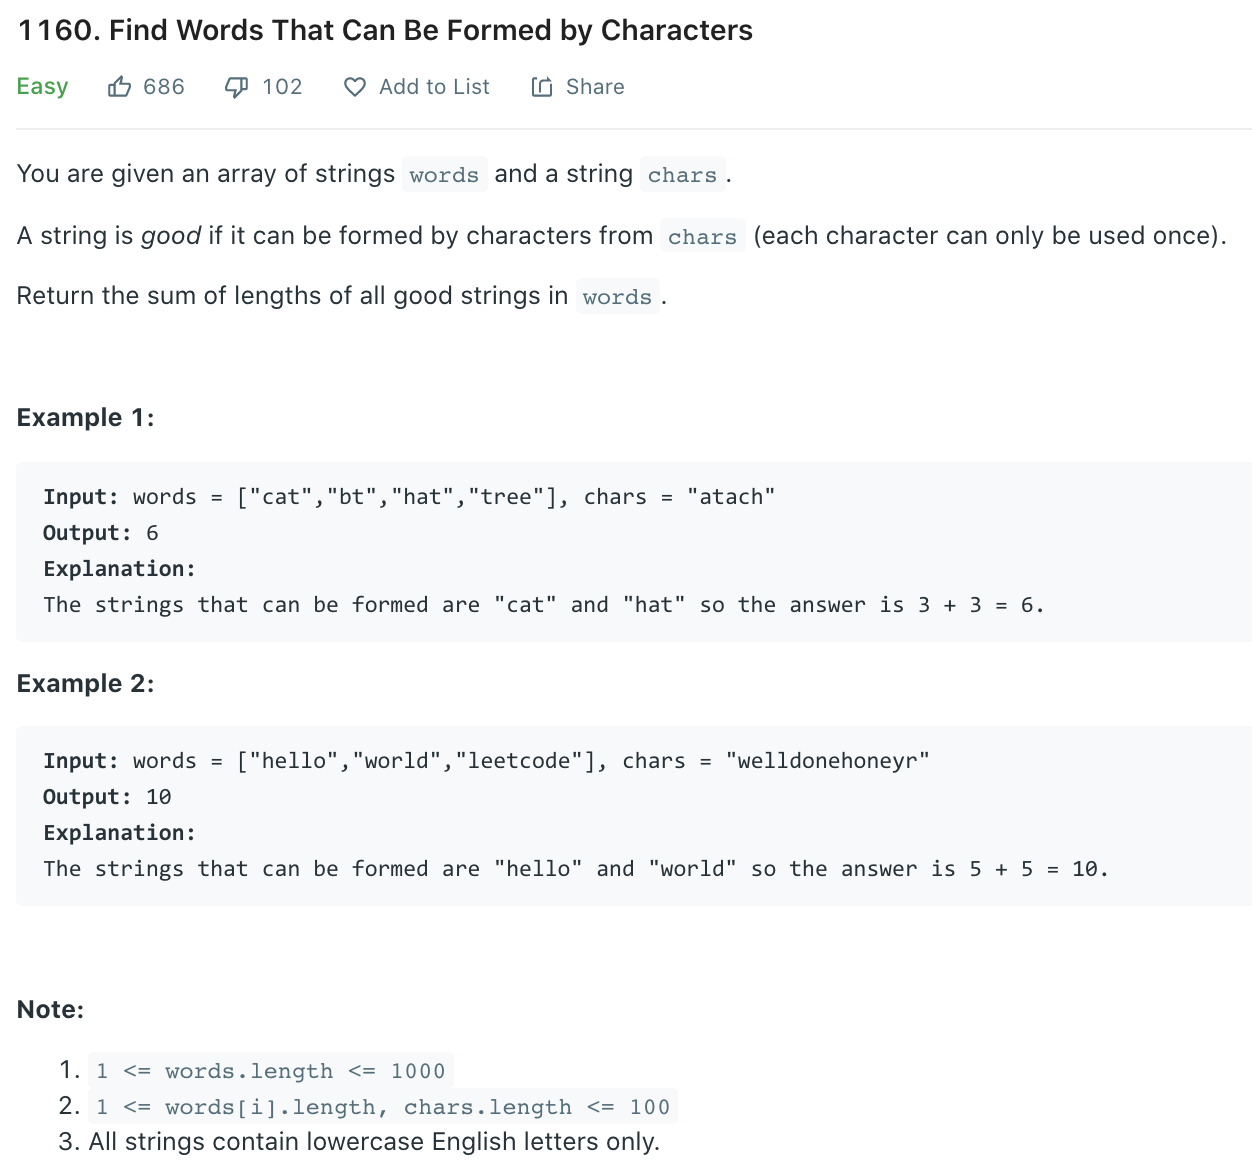 1160. Find Words That Can Be Formed by Characters
Easy 686 102 Add to List Share
You are given an array of strings words and a string chars.
A string is good if it can be formed by characters from chars (each character can only be used once).
Return the sum of lengths of all good strings in words.
Example 1:
Input: words = ["cat","bt","hat","tree"], chars = "atach"
Output: 6
Explanation:
The strings that can be formed are "cat" and "hat" so the answer is 3 + 3 = 6.
Example 2:
Input: words = ["hello","world","leetcode"], chars = "welldonehoneyr"
Output: 10
Explanation:
The strings that can be formed are "hello" and "world" so the answer is 5 + 5 = 10.
Note:
1. 1 <= words.length <= 1000
2. 1 <= words[i].length, chars.length <= 100
3. All strings contain lowercase English letters only.